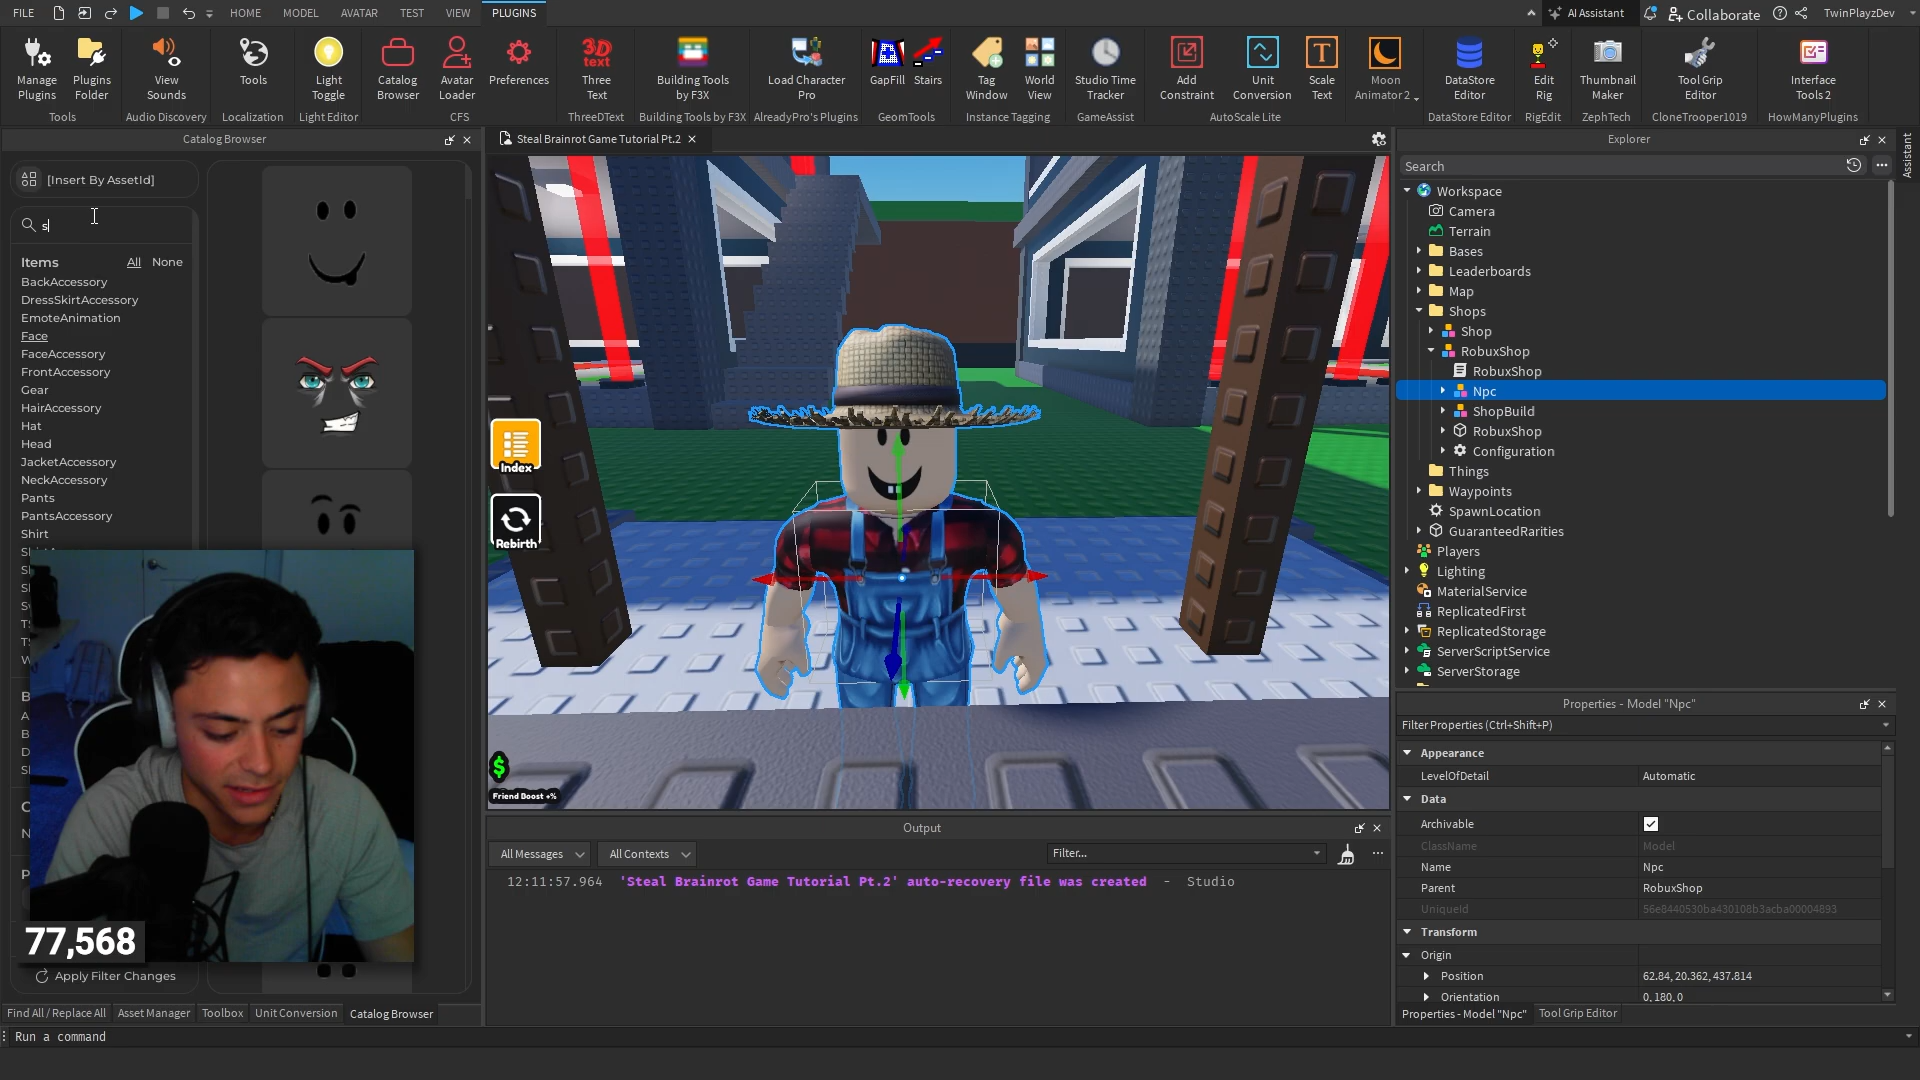 FILE HOME MODEL AVATAR TEST VIEW PLUGINS AI Assistant Collaborate TwinPlayzDev
Manage Plugins
Plugins Folder
View Sounds
Tools
Light Toggle
Catalog Browser
Avatar Loader
Preferences
3D text
Three Text
Building Tools by F3X
Load Character Pro
GapFill
Stairs
Tag Window
World View
Studio Time Tracker
Add Constraint
Unit Conversion
Scale Text
Moon Animator 2
DataStore Editor
Edit Rig
Thumbnail Maker
Tool Grip Editor
Interface Tools 2
Tools Audio Discovery Localization Light Editor CFS ThreeDText Building Tools by F3X AlreadyPro's Plugins GeomTools Instance Tagging GameAssist AutoScale Lite DataStore Editor RigEdit ZephTech CloneTrooper1019 HowManyPlugins
Catalog Browser
[Insert By AssetId]
s
Items All None
BackAccessory
DressSkirtAccessory
EmoteAnimation
Face
FaceAccessory
FrontAccessory
Gear
HairAccessory
Hat
Head
JacketAccessory
NeckAccessory
Pants
PantsAccessory
Shirt
77,568
Apply Filter Changes
Find All / Replace All Asset Manager Toolbox Unit Conversion Catalog Browser
Run a command
Steal Brainrot Game Tutorial Pt.2
Index
Rebirth
$
Friend Boost +%
Output
All Messages All Contexts Filter...
12:11:57.964 'Steal Brainrot Game Tutorial Pt.2' auto-recovery file was created - Studio
Explorer
Assistant
Search
Workspace
Camera
Terrain
Bases
Leaderboards
Map
Shops
Shop
RobuxShop
RobuxShop
Npc
ShopBuild
RobuxShop
Configuration
Things
Waypoints
SpawnLocation
GuaranteedRarities
Players
Lighting
MaterialService
ReplicatedFirst
ReplicatedStorage
ServerScriptService
ServerStorage
Properties - Model "Npc"
Filter Properties (Ctrl+Shift+P)
Appearance
LevelOfDetail Automatic
Data
Archivable
ClassName Model
Name Npc
Parent RobuxShop
UniqueId 56e8440530ba430108b3acba00004893
Transform
Origin
Position 62.84, 20.362, 437.814
Orientation 0, 180, 0
Properties - Model "Npc" Tool Grip Editor